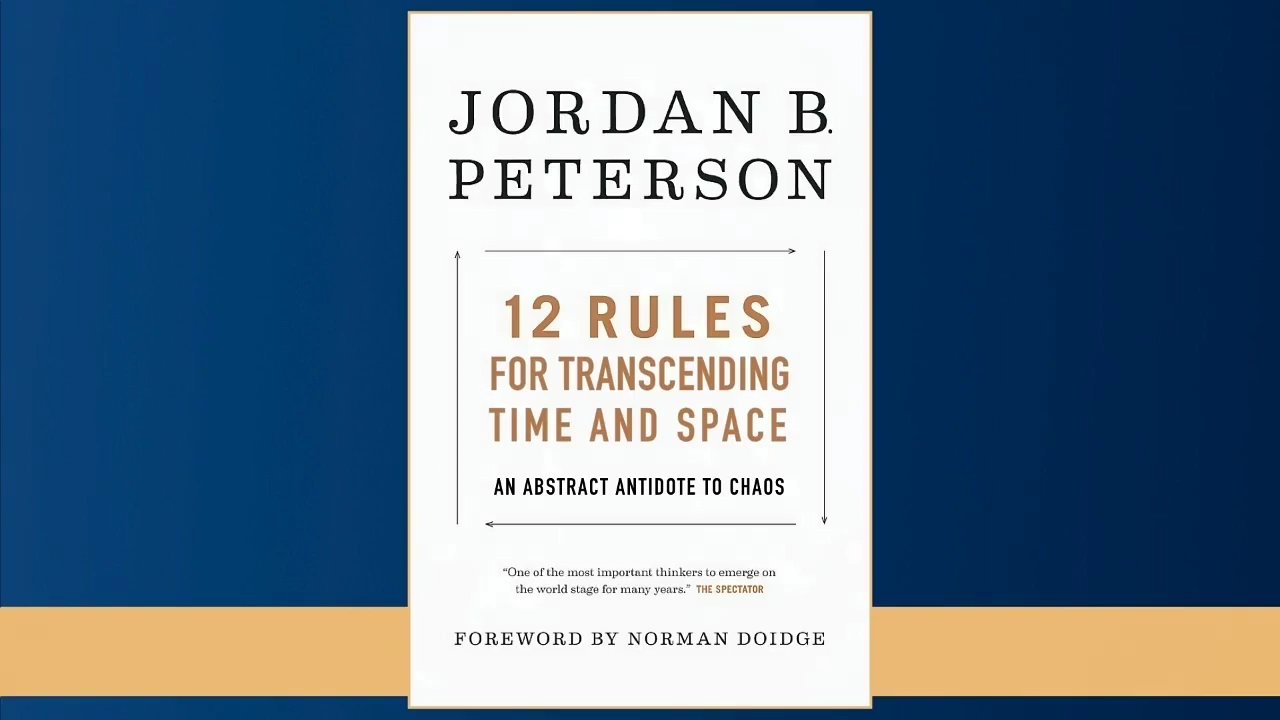 JORDAN B.
PETERSON
12 RULES
FOR TRANSCENDING
TIME AND SPACE
AN ABSTRACT ANTIDOTE TO CHAOS
“One of the most important thinkers to emerge on
the world stage for many years.” THE SPECTATOR
FOREWORD BY NORMAN DOIDGE